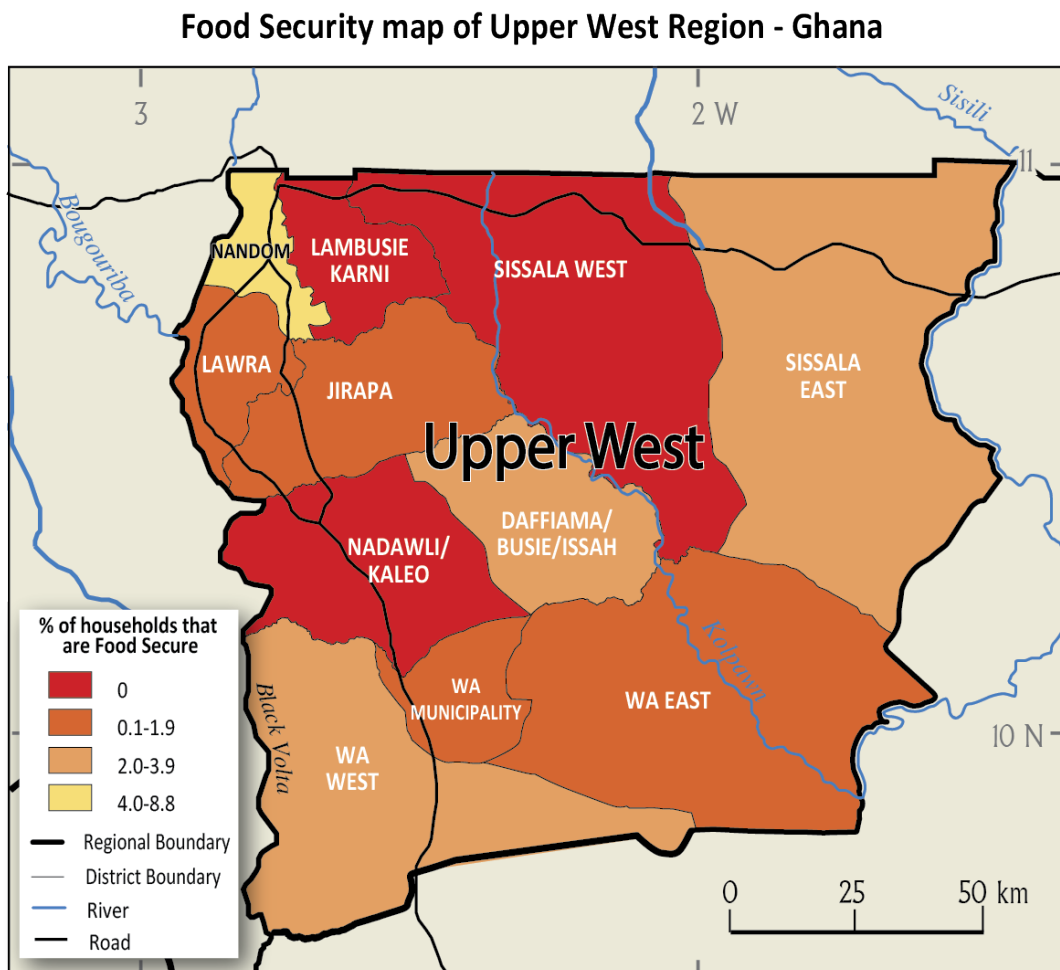 Food Security map of Upper West Region - Ghana
3
2 W
Sisili
11
Bougouriba
NANDOM
LAMBUSIE
KARNI
SISSALA WEST
LAWRA
JIRAPA
SISSALA
EAST
Upper West
DAFFIAMA/
BUSIE/ISSAH
NADAWLI/
KALEO
% of households that
are Food Secure
0
0.1-1.9
2.0-3.9
4.0-8.8
Regional Boundary
District Boundary
River
Road
Black Volta
WA
MUNICIPALITY
WA EAST
Kolpawn
WA
WEST
10 N
0 25 50 km